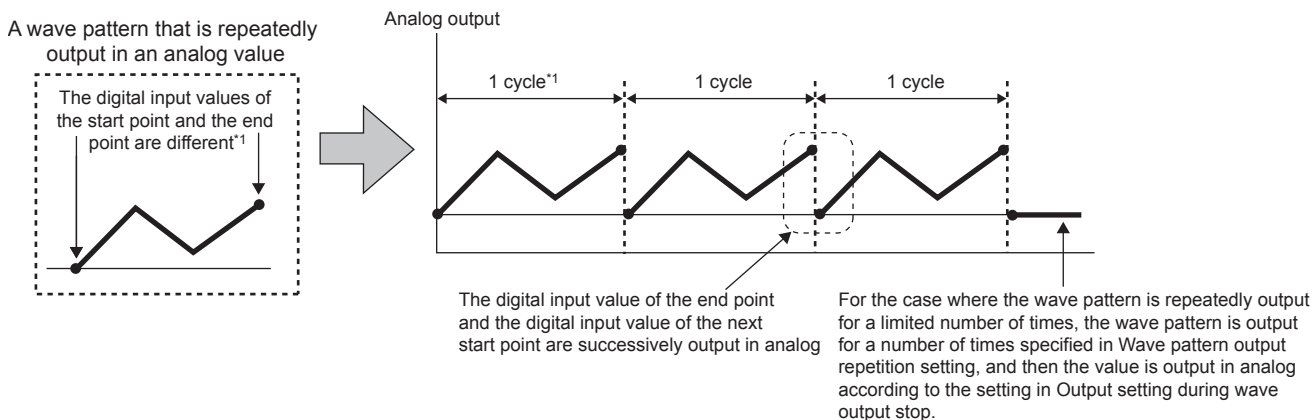 A wave pattern that is repeatedly
output in an analog value
The digital input values of
the start point and the end
point are different*1
Analog output
1 cycle*1
1 cycle
1 cycle
The digital input value of the end point
and the digital input value of the next
start point are successively output in analog
For the case where the wave pattern is repeatedly output
for a limited number of times, the wave pattern is output
for a number of times specified in Wave pattern output
repetition setting, and then the value is output in analog
according to the setting in Output setting during wave
output stop.